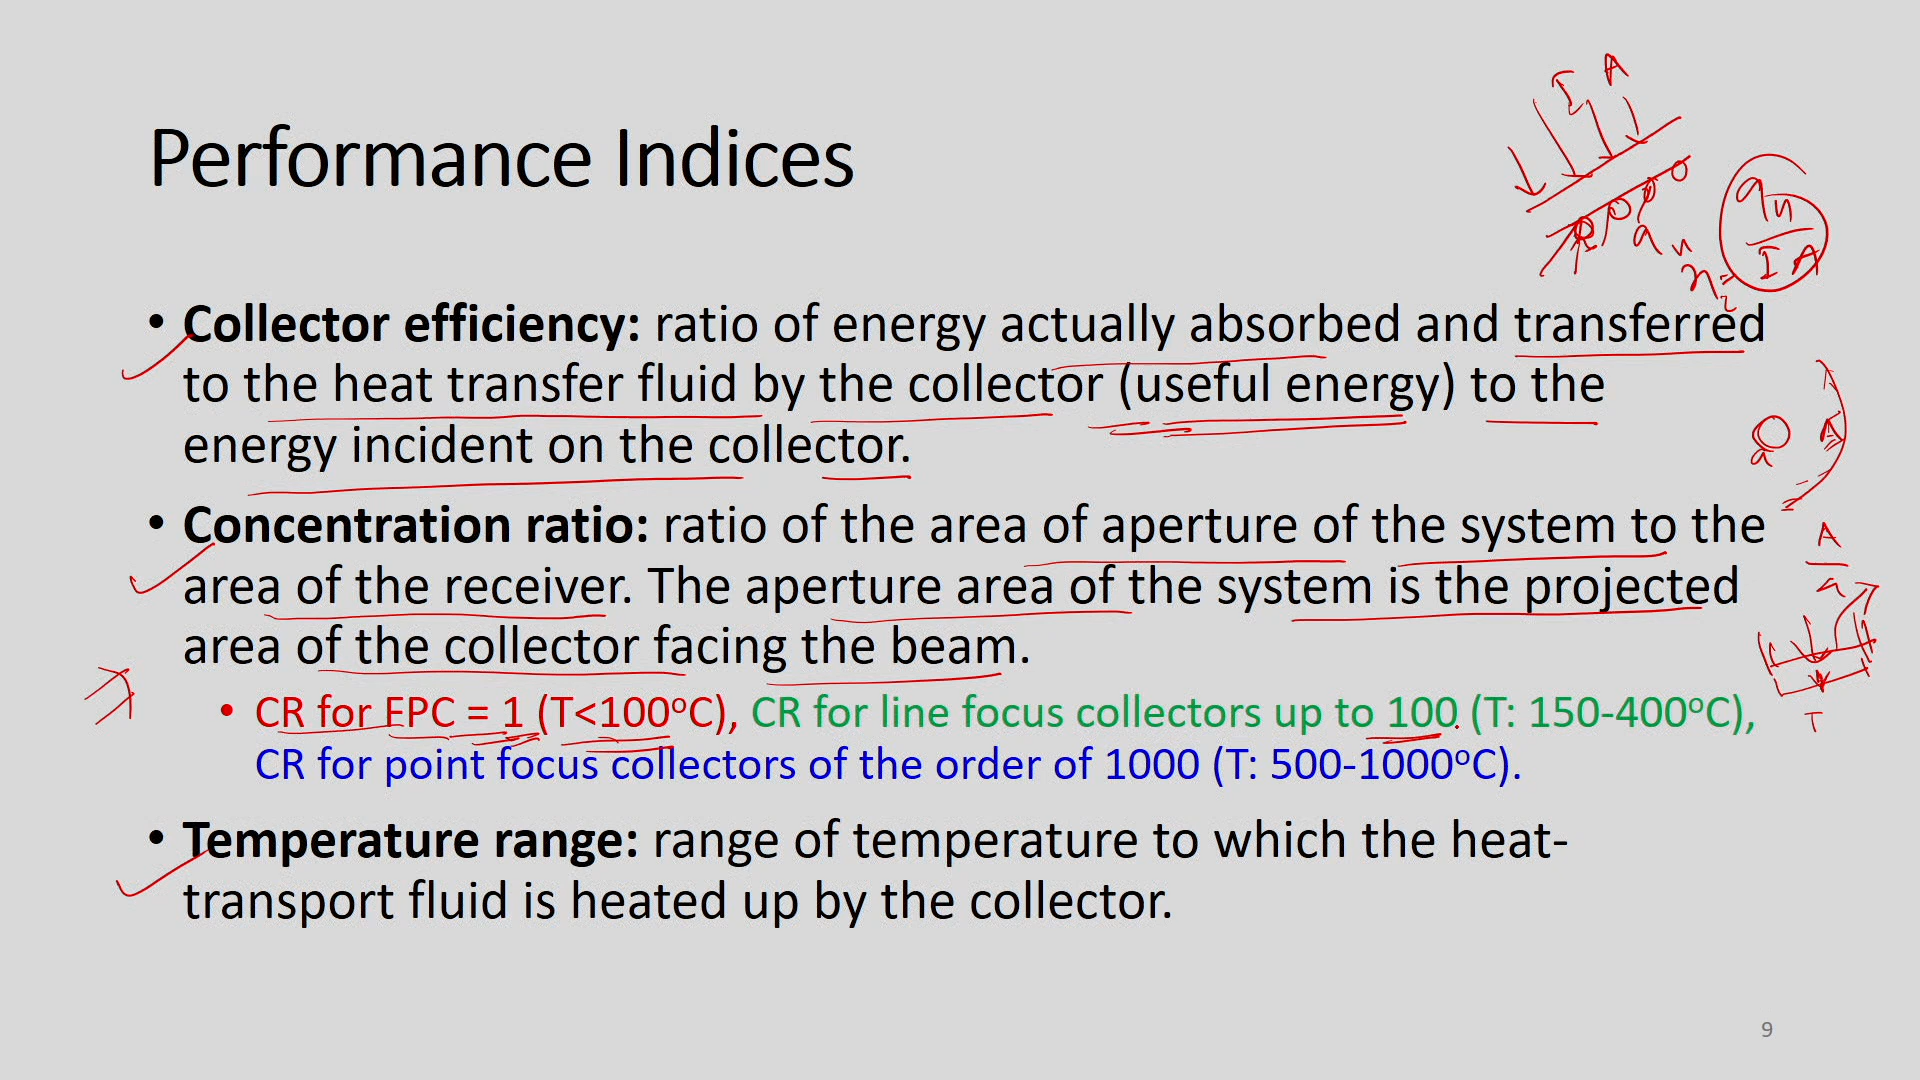 Performance Indices
I A
q u
q u
I A
η =
• Collector efficiency: ratio of energy actually absorbed and transferred
to the heat transfer fluid by the collector (useful energy) to the
energy incident on the collector.
A
a
• Concentration ratio: ratio of the area of aperture of the system to the
A
a
area of the receiver. The aperture area of the system is the projected
area of the collector facing the beam.
• CR for FPC = 1 (T<100°C), CR for line focus collectors up to 100 (T: 150-400°C),
CR for point focus collectors of the order of 1000 (T: 500-1000°C).
• Temperature range: range of temperature to which the heat-
transport fluid is heated up by the collector.
9